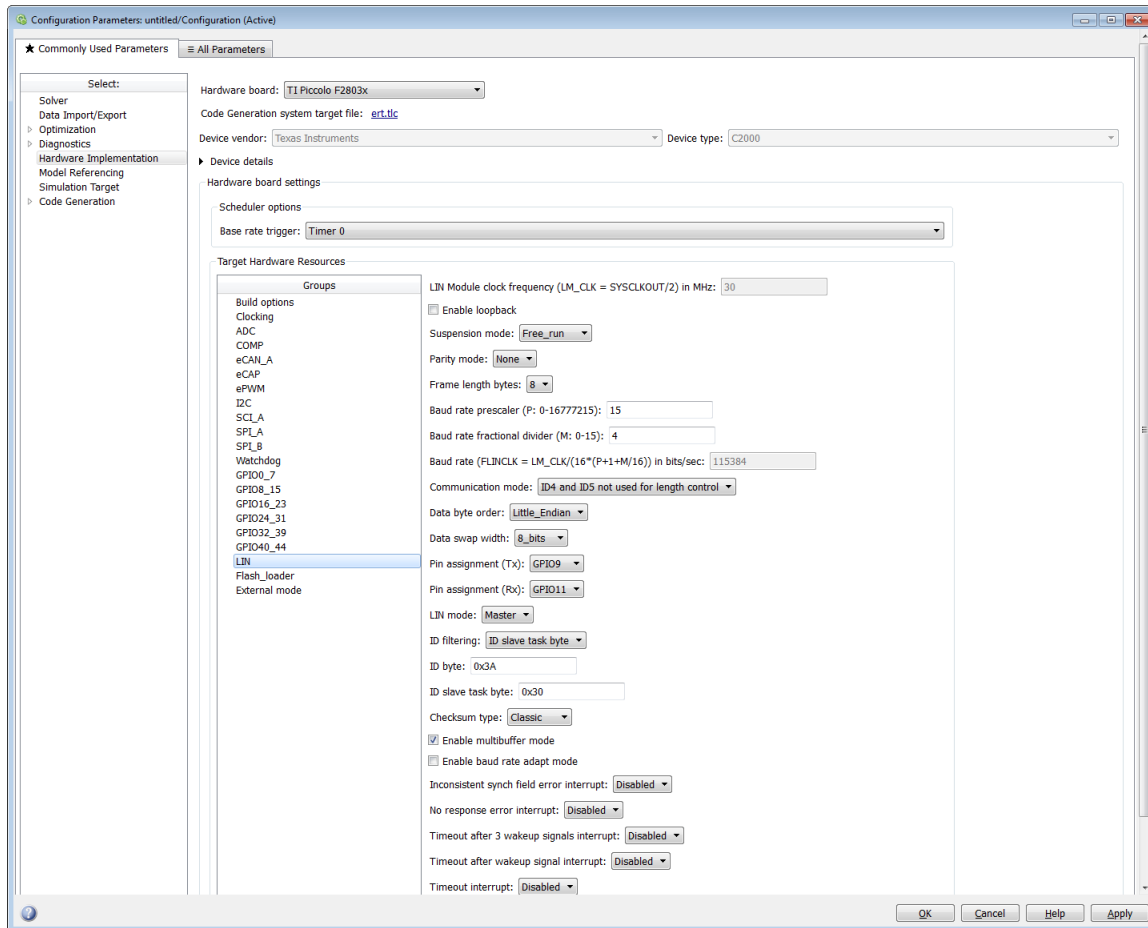 Configuration Parameters: untitled/Configuration (Active)
★ Commonly Used Parameters
≡ All Parameters
Select:
Solver
Data Import/Export
Optimization
Diagnostics
Hardware Implementation
Model Referencing
Simulation Target
Code Generation
Hardware board: TI Piccolo F2803x
Code Generation system target file: ert.tlc
Device vendor: Texas Instruments Device type: C2000
Device details
Hardware board settings
Scheduler options
Base rate trigger: Timer 0
Target Hardware Resources
Groups
Build options
Clocking
ADC
COMP
eCAN_A
eCAP
ePWM
I2C
SCI_A
SPI_A
SPI_B
Watchdog
GPIO0_7
GPIO8_15
GPIO16_23
GPIO24_31
GPIO32_39
GPIO40_44
LIN
Flash_loader
External mode
LIN Module clock frequency (LM_CLK = SYSCLKOUT/2) in MHz: 30
Enable loopback
Suspension mode: Free_run
Parity mode: None
Frame length bytes: 8
Baud rate prescaler (P: 0-16777215): 15
Baud rate fractional divider (M: 0-15): 4
Baud rate (FLINCLK = LM_CLK/(16*(P+1+M/16)) in bits/sec: 115384
Communication mode: ID4 and ID5 not used for length control
Data byte order: Little_Endian
Data swap width: 8_bits
Pin assignment (Tx): GPIO9
Pin assignment (Rx): GPIO11
LIN mode: Master
ID filtering: ID slave task byte
ID byte: 0x3A
ID slave task byte: 0x30
Checksum type: Classic
Enable multibuffer mode
Enable baud rate adapt mode
Inconsistent synch field error interrupt: Disabled
No response error interrupt: Disabled
Timeout after 3 wakeup signals interrupt: Disabled
Timeout after wakeup signal interrupt: Disabled
Timeout interrupt: Disabled
OK
Cancel
Help
Apply